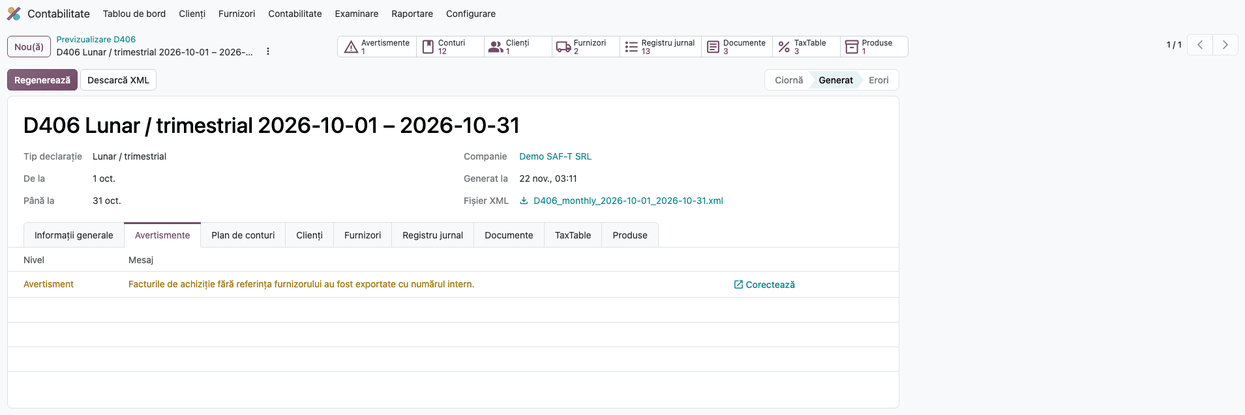 Contabilitate Tablou de bord Clienți Furnizori Contabilitate Examinare Raportare Configurare
Nou(ă)
Previzualizare D406
D406 Lunar / trimestrial 2026-10-01 – 2026-...
Avertismente 1
Conturi 12
Clienți 1
Furnizori 2
Registru jurnal 13
Documente 3
TaxTable 3
Produse 1
1 / 1
Regenerează Descarcă XML
Ciornă Generat Erori
D406 Lunar / trimestrial 2026-10-01 – 2026-10-31
Tip declarație Lunar / trimestrial
Companie Demo SAF-T SRL
De la 1 oct.
Generat la 22 nov., 03:11
Până la 31 oct.
Fișier XML D406_monthly_2026-10-01_2026-10-31.xml
Informații generale Avertismente Plan de conturi Clienți Furnizori Registru jurnal Documente TaxTable Produse
Nivel Mesaj
Avertisment Facturile de achiziție fără referința furnizorului au fost exportate cu numărul intern. Corectează